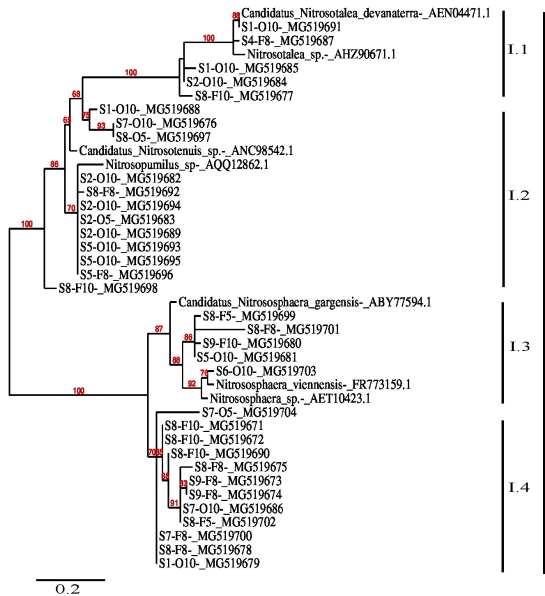 88 Candidatus_Nitrosotalea_devanaterra-_AEN04471.1
S1-O10-_MG519691
100 S4-F8-_MG519687
Nitrosotalea_sp.-_AHZ90671.1
I.1
S1-O10-_MG519685
100
S2-O10-_MG519684
68 S8-F10-_MG519677
S1-O10-_MG519688
S7-O10-_MG519676
93
S8-O5-_MG519697
Candidatus_Nitrosotenuis_sp.-_ANC98542.1
86 Nitrosopumilus_sp-_AQQ12862.1
S2-O10-_MG519682
S8-F8-_MG519692
I.2
70 S2-O10-_MG519694
S2-O5-_MG519683
100 S2-O10-_MG519689
S5-O10-_MG519693
S5-O10-_MG519695
S5-F8-_MG519696
S8-F10-_MG519698
Candidatus_Nitrososphaera_gargensis-_ABY77594.1
S8-F5-_MG519699
87 S8-F8-_MG519701
86 S9-F10-_MG519680
I.3
88 S5-O10-_MG519681
76 S6-O10-_MG519703
92 Nitrososphaera_viennensis-_FR773159.1
100 Nitrososphaera_sp.-_AET10423.1
S7-O5-_MG519704
S8-F10-_MG519671
S8-F10-_MG519672
70 S8-F10-_MG519690
S8-F8-_MG519675
S9-F8-_MG519673
I.4
S9-F8-_MG519674
91 S7-O10-_MG519686
S8-F5-_MG519702
S7-F8-_MG519700
S8-F8-_MG519678
S1-O10-_MG519679
0.2